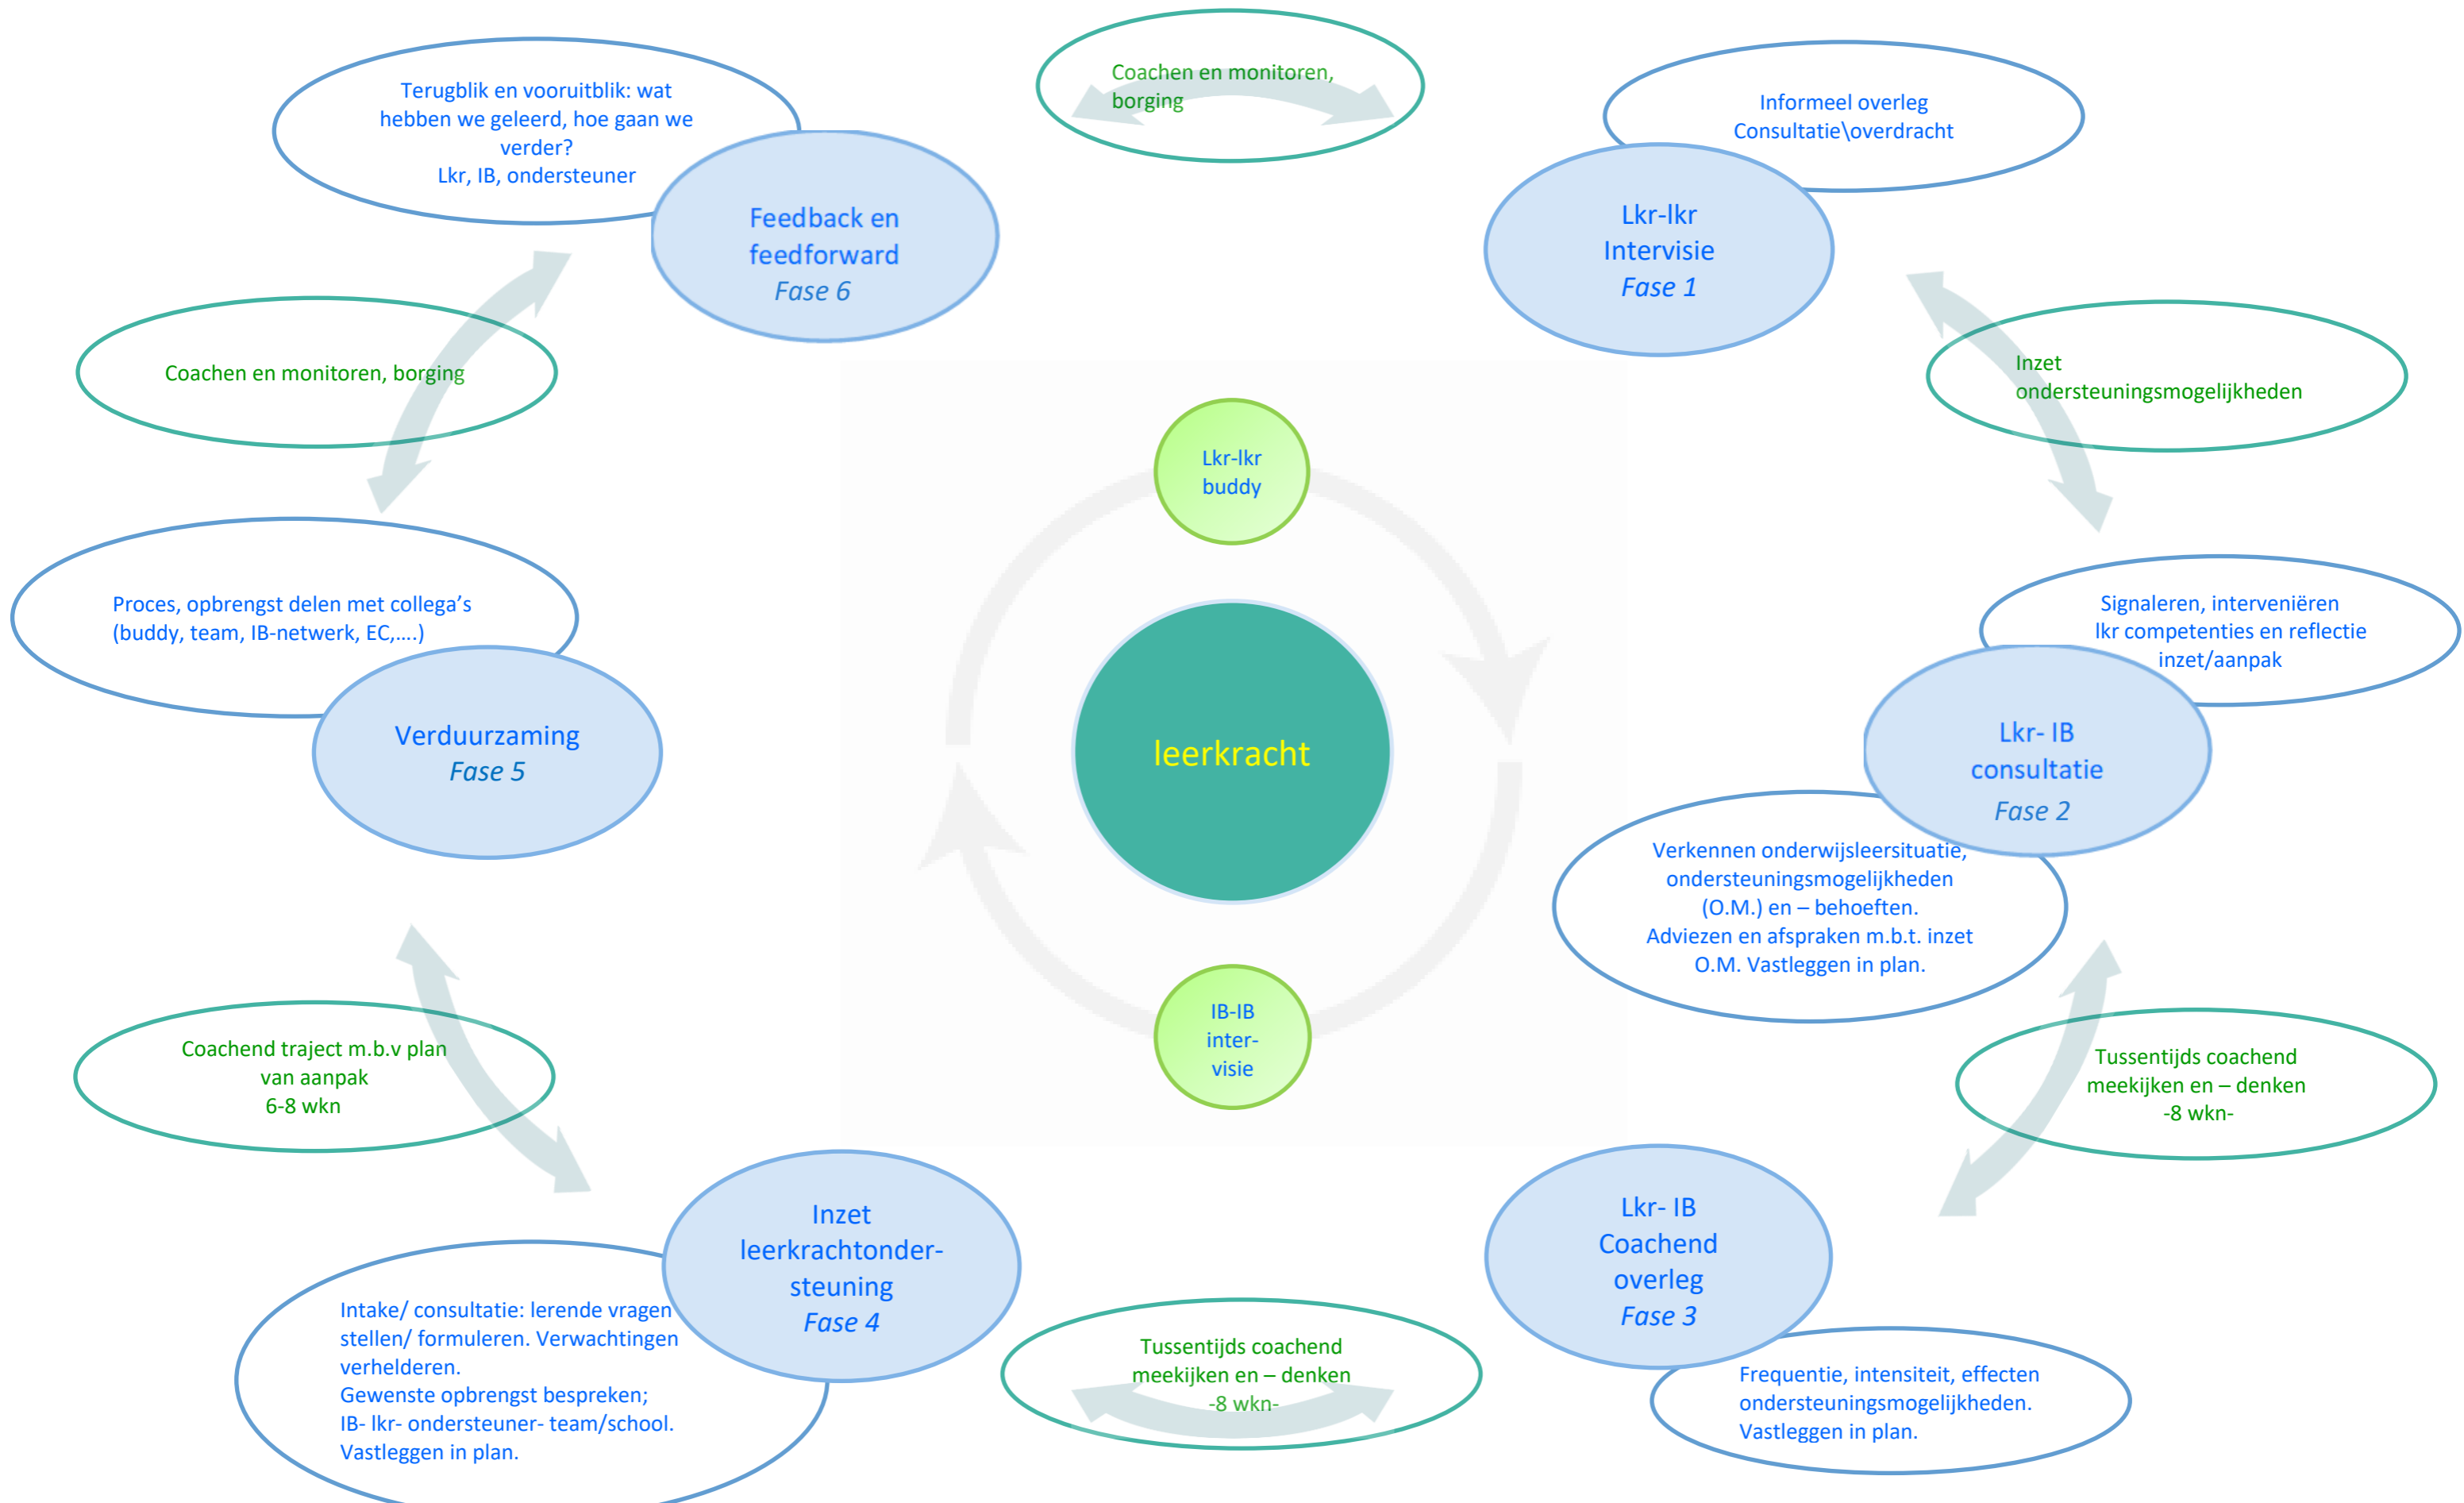 Terugblik en vooruitblik: wat
hebben we geleerd, hoe gaan we
verder?
Lkr, IB, ondersteuner
Feedback en
feedforward
Fase 6
Coachen en monitoren,
borging
Informeel overleg
Consultatie\overdracht
Lkr-lkr
Intervisie
Fase 1
Coachen en monitoren, borging
Inzet
ondersteuningsmogelijkheden
Lkr-lkr
buddy
Proces, opbrengst delen met collega’s
(buddy, team, IB-netwerk, EC,....)
Verduurzaming
Fase 5
leerkracht
Signaleren, interveniëren
lkr competenties en reflectie
inzet/aanpak
Lkr- IB
consultatie
Fase 2
Verkennen onderwijsleersituatie,
ondersteuningsmogelijkheden
(O.M.) en – behoeften.
Adviezen en afspraken m.b.t. inzet
O.M. Vastleggen in plan.
IB-IB
inter-
visie
Coachend traject m.b.v plan
van aanpak
6-8 wkn
Tussentijds coachend
meekijken en – denken
-8 wkn-
Inzet
leerkrachtonder-
steuning
Fase 4
Intake/ consultatie: lerende vragen
stellen/ formuleren. Verwachtingen
verhelderen.
Gewenste opbrengst bespreken;
IB- lkr- ondersteuner- team/school.
Vastleggen in plan.
Tussentijds coachend
meekijken en – denken
-8 wkn-
Lkr- IB
Coachend
overleg
Fase 3
Frequentie, intensiteit, effecten
ondersteuningsmogelijkheden.
Vastleggen in plan.